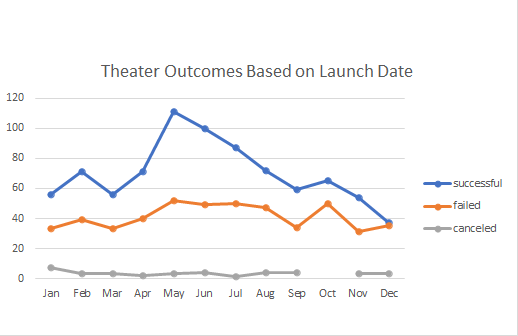 Theater Outcomes Based on Launch Date
120
100
80
60
40
20
0
Jan Feb Mar Apr May Jun Jul Aug Sep Oct Nov Dec
successful
failed
canceled